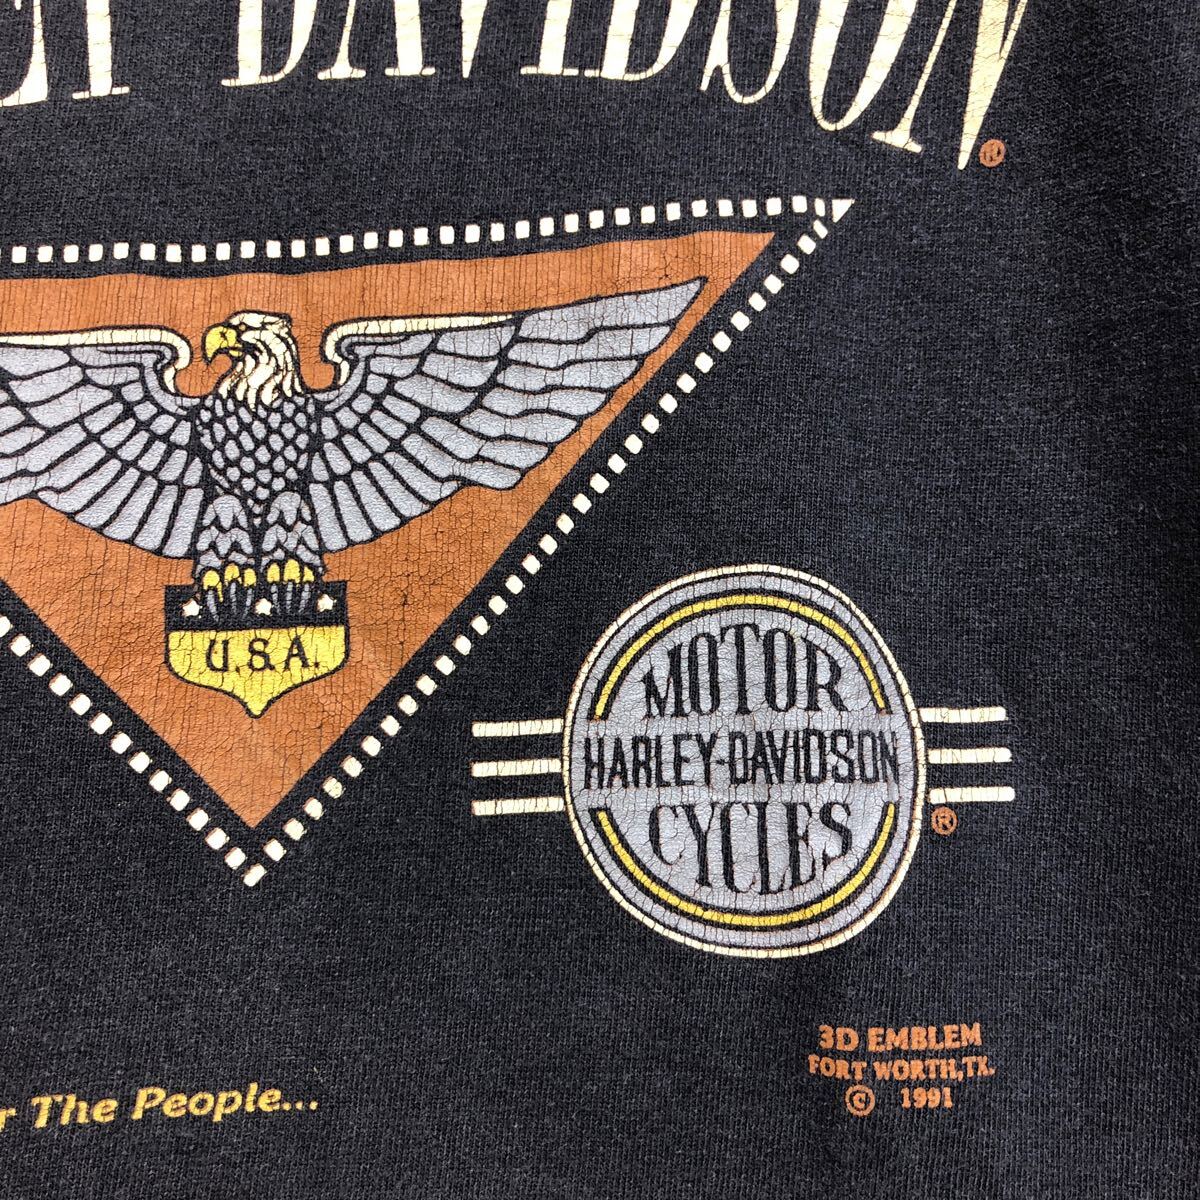 DAVIDSON®
U.S.A.
MOTOR
HARLEY-DAVIDSON
CYCLES
®
3D EMBLEM
FORT WORTH, TX.
© 1991
The People...